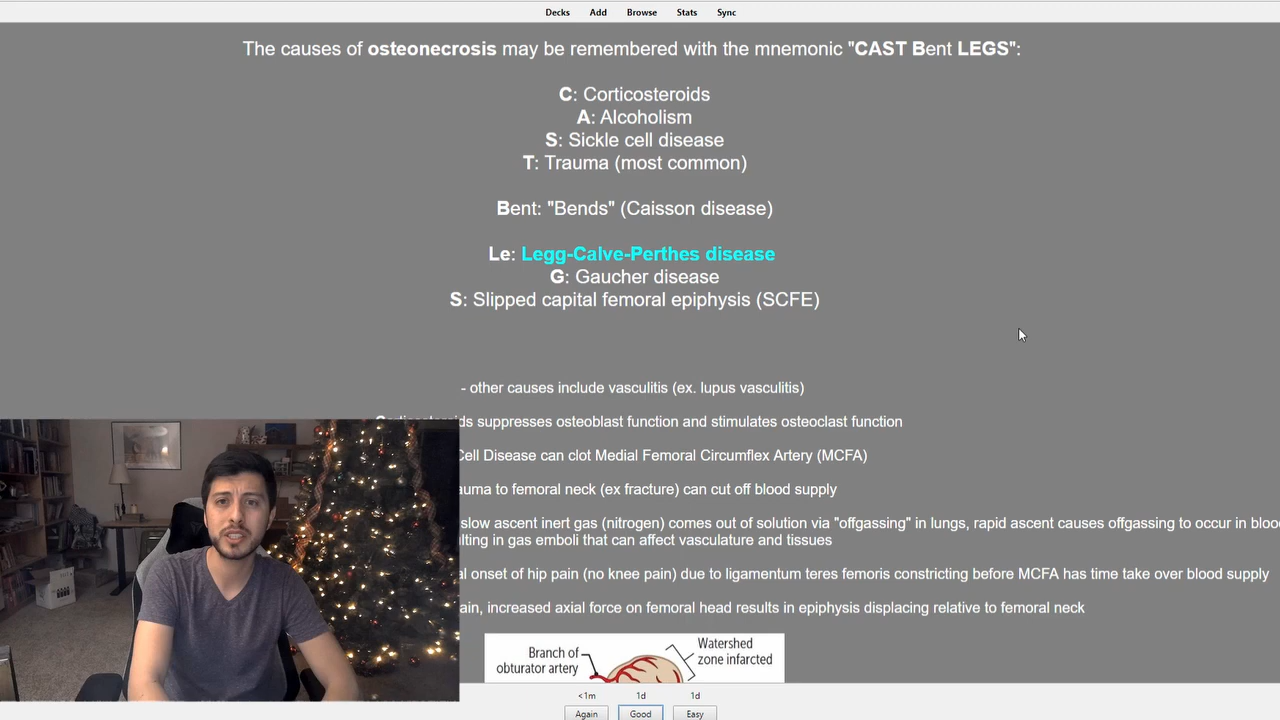 Decks Add Browse Stats Sync
The causes of osteonecrosis may be remembered with the mnemonic "CAST Bent LEGS":
C: Corticosteroids
A: Alcoholism
S: Sickle cell disease
T: Trauma (most common)
Bent: "Bends" (Caisson disease)
Le: Legg-Calve-Perthes disease
G: Gaucher disease
S: Slipped capital femoral epiphysis (SCFE)
- other causes include vasculitis (ex. lupus vasculitis)
suppresses osteoblast function and stimulates osteoclast function
Cell Disease can clot Medial Femoral Circumflex Artery (MCFA)
to femoral neck (ex fracture) can cut off blood supply
slow ascent inert gas (nitrogen) comes out of solution via "offgassing" in lungs, rapid ascent causes offgassing to occur in
in gas emboli that can affect vasculature and tissues
onset of hip pain (no knee pain) due to ligamentum teres femoris constricting before MCFA has time take over blood supply
increased axial force on femoral head results in epiphysis displacing relative to femoral neck
Branch of
obturator artery
Watershed
zone infarcted
<1m 1d 1d
Again Good Easy